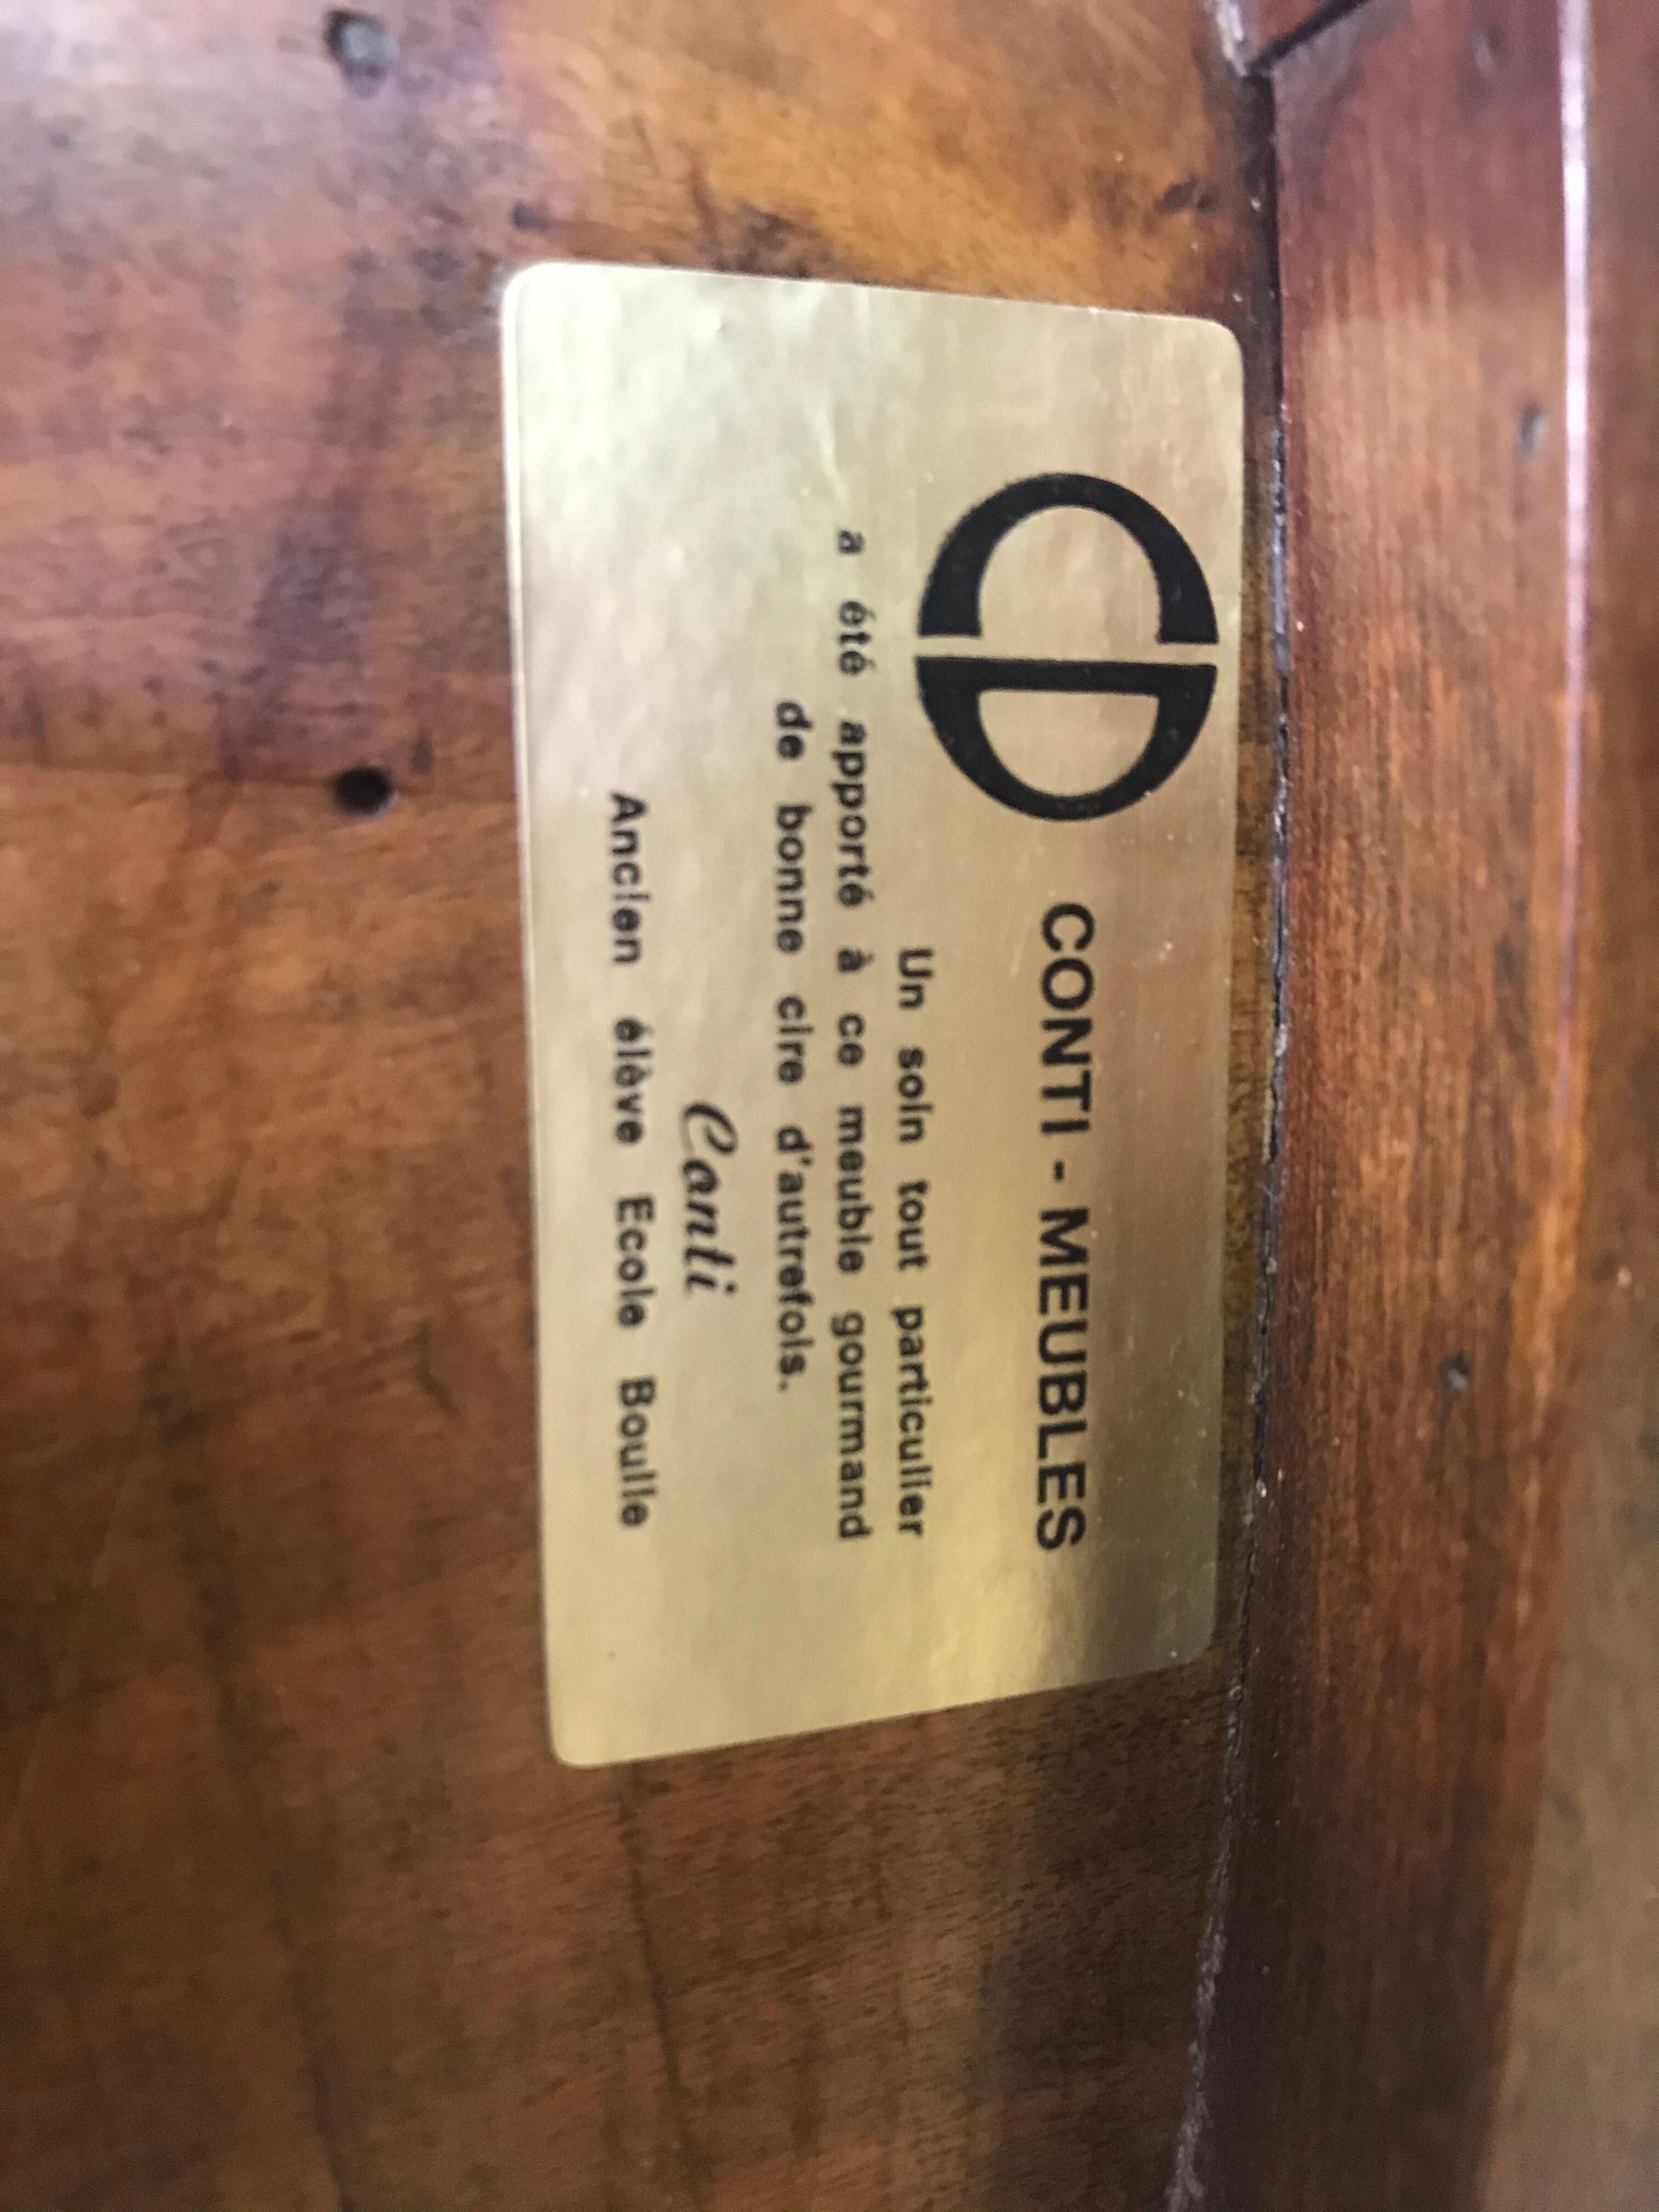 CD CONTI - MEUBLES
Un soin tout particulier
a été apporté à ce meuble gourmand
de bonne cire d'autrefois.
Conti
Ancien élève Ecole Boulle